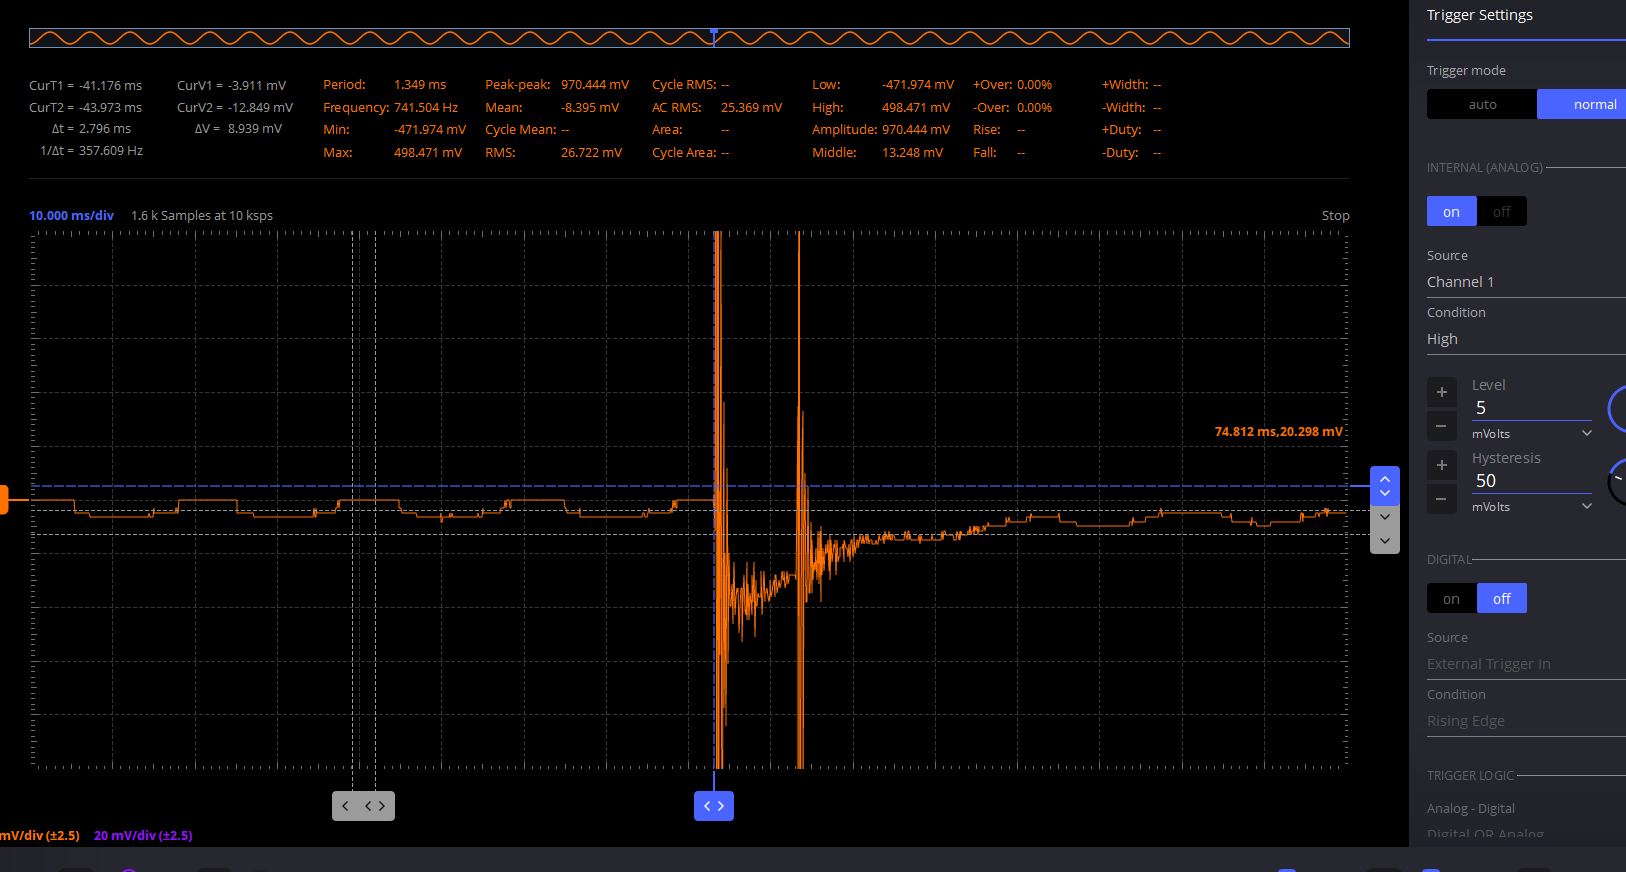 Trigger Settings
CurT1 = -41.176 ms CurV1 = -3.911 mV Period: 1.349 ms Peak-peak: 970.444 mV Cycle RMS: -- Low: -471.974 mV +Over: 0.00% +Width: --
CurT2 = -43.973 ms CurV2 = -12.849 mV Frequency: 741.504 Hz Mean: -8.395 mV AC RMS: 25.369 mV High: 498.471 mV -Over: 0.00% -Width: --
Δt = 2.796 ms ΔV = 8.939 mV Min: -471.974 mV Cycle Mean: -- Area: -- Amplitude: 970.444 mV Rise: -- +Duty: --
1/Δt = 357.609 Hz Max: 498.471 mV RMS: 26.722 mV Cycle Area: -- Middle: 13.248 mV Fall: -- -Duty: --
10.000 ms/div 1.6 k Samples at 10 ksps Stop
74.812 ms,20.298 mV
mV/div (±2.5) 20 mV/div (±2.5)
Trigger mode
auto normal
INTERNAL (ANALOG)
on off
Source
Channel 1
Condition
High
+ Level
5
-
mVolts
+ Hysteresis
50
-
mVolts
DIGITAL
on off
Source
External Trigger In
Condition
Rising Edge
TRIGGER LOGIC
Analog - Digital
Digital OR Analog